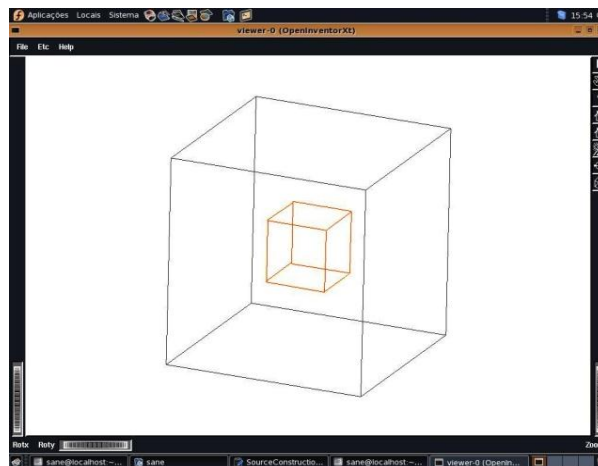 Aplicações Locais Sistema 15:54
viewer-0 (OpenInventorXt)
File Etc Help
Rotx Roty Zoo
sane@localhost:~... sane SourceConstructio... sane@localhost:~... viewer-0 (OpenIn...